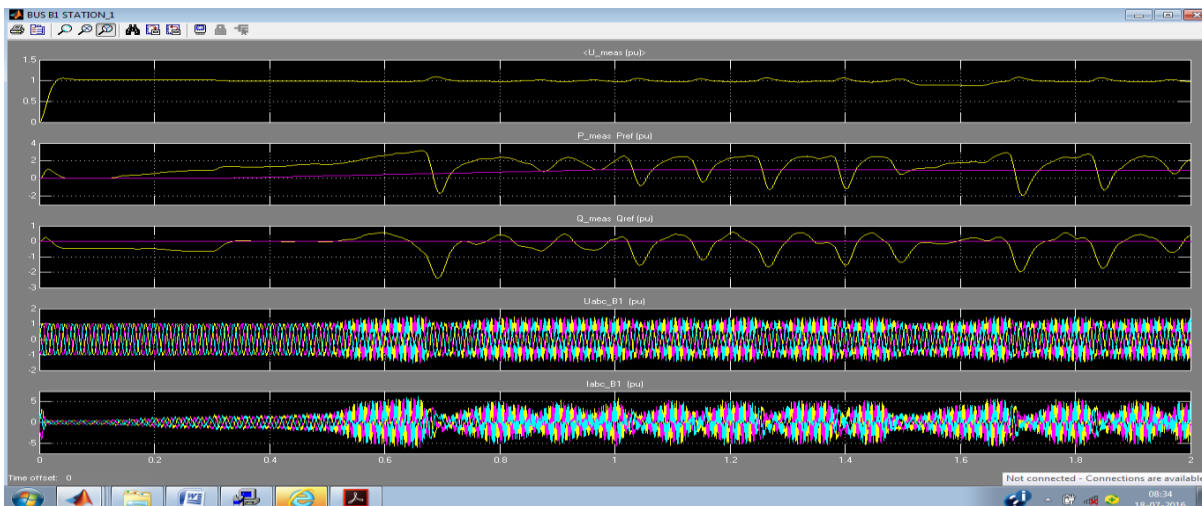 BUS B1 STATION_1
<U_meas (pu)>
1.5
1
0.5
0
P_meas Pref (pu)
4
2
0
-2
Q_meas Qref (pu)
1
0
-1
-2
-3
Uabc_B1 (pu)
2
1
0
-1
-2
Iabc_B1 (pu)
5
0
-5
0 0.2 0.4 0.6 0.8 1 1.2 1.4 1.6 1.8 2
Time offset: 0
Not connected - Connections are available
08:34
18-07-2016